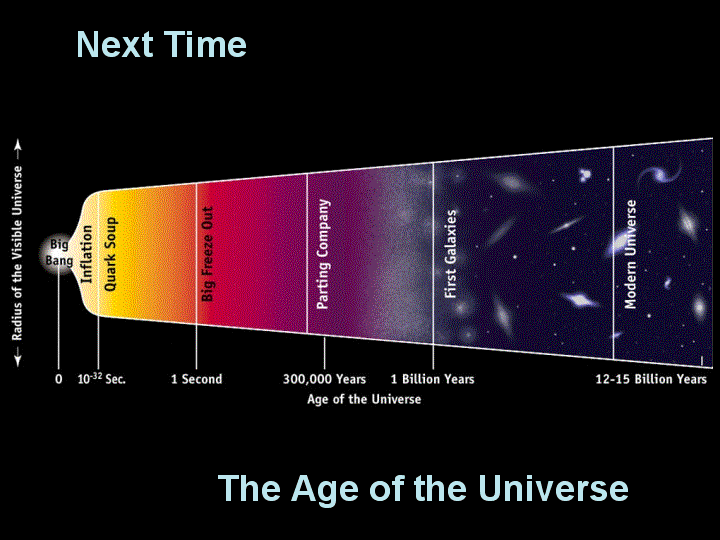 Next Time
← Radius of the Visible Universe →
Big
Bang
Inflation
Quark Soup
Big Freeze Out
Parting Company
First Galaxies
Modern Universe
0 10⁻³² Sec. 1 Second 300,000 Years 1 Billion Years 12-15 Billion Years
Age of the Universe
The Age of the Universe